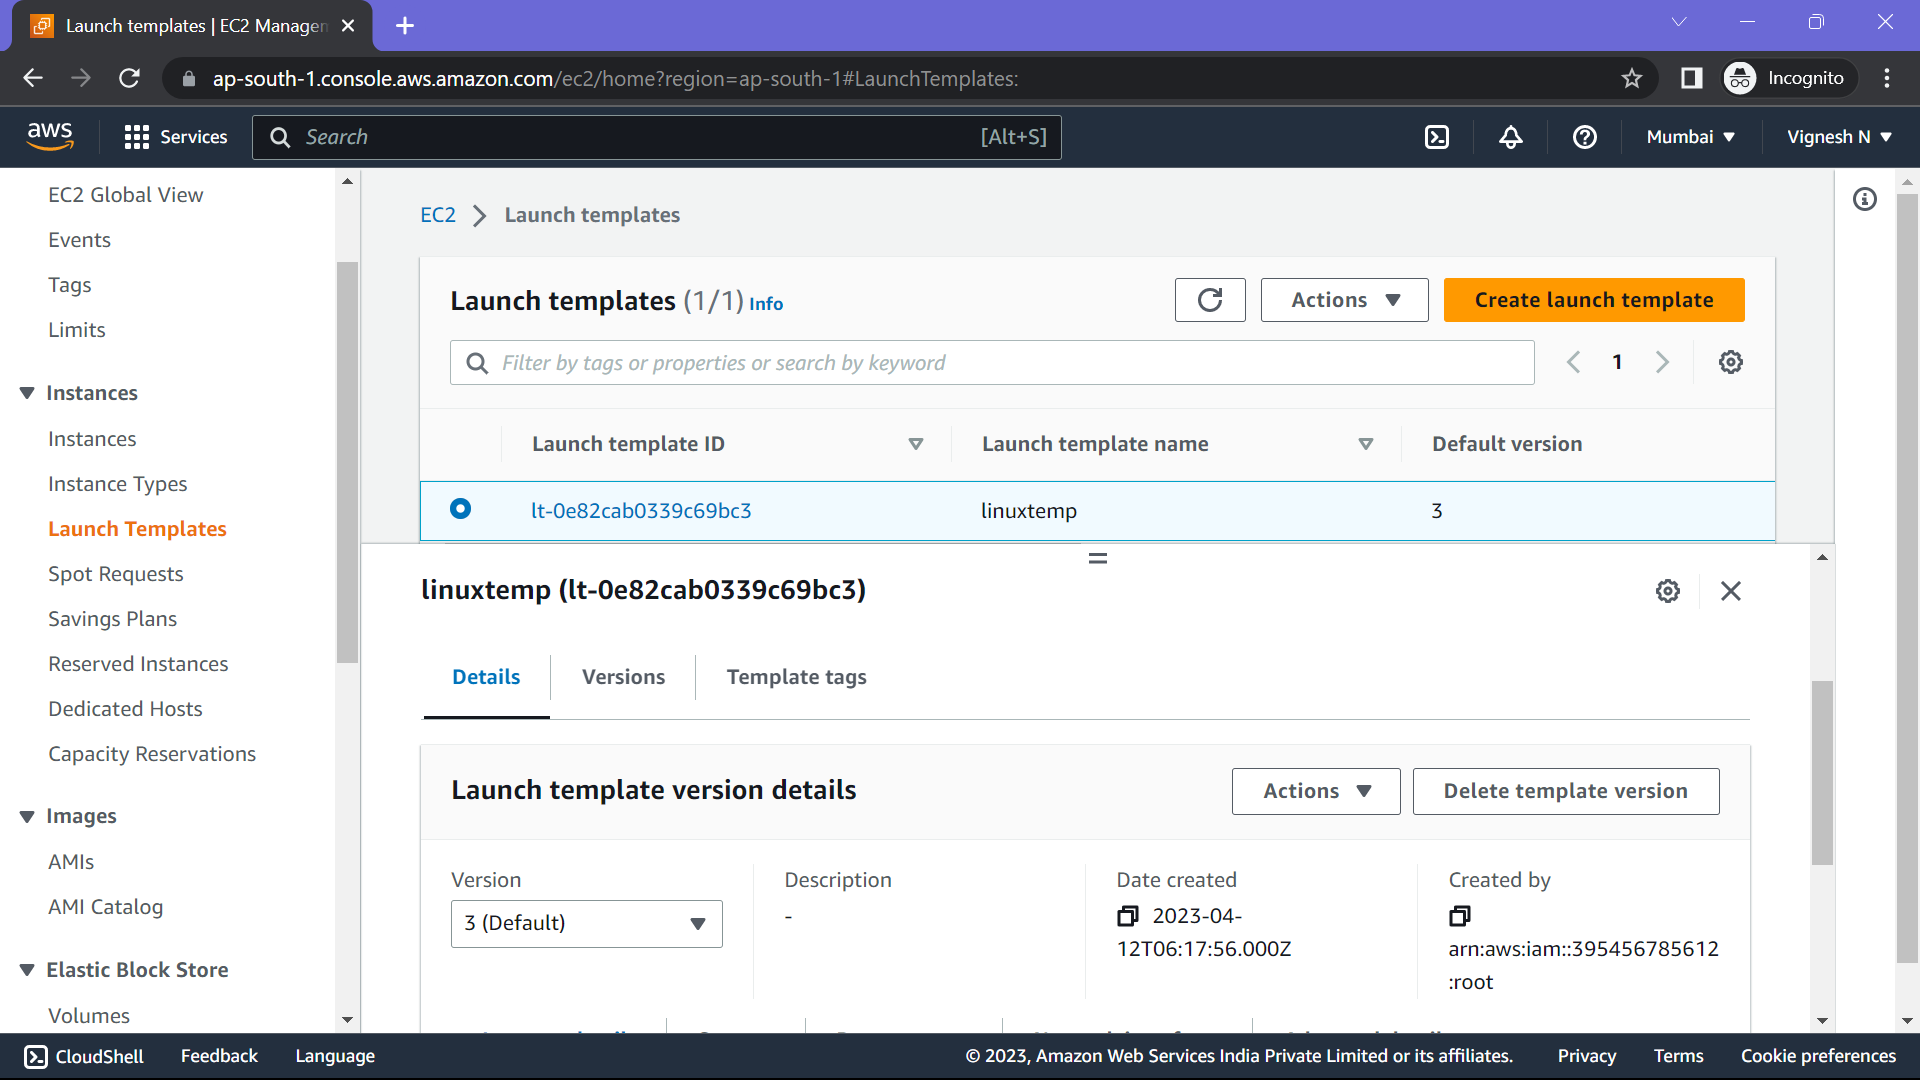 Launch templates | EC2 Manager
ap-south-1.console.aws.amazon.com/ec2/home?region=ap-south-1#LaunchTemplates:
Incognito
aws
Services
Search
[Alt+S]
Mumbai
Vignesh N
EC2 Global View
Events
Tags
Limits
Instances
Instances
Instance Types
Launch Templates
Spot Requests
Savings Plans
Reserved Instances
Dedicated Hosts
Capacity Reservations
Images
AMIs
AMI Catalog
Elastic Block Store
Volumes
EC2 > Launch templates
Launch templates (1/1) Info
Actions
Create launch template
Filter by tags or properties or search by keyword
1
Launch template ID
Launch template name
Default version
lt-0e82cab0339c69bc3
linuxtemp
3
linuxtemp (lt-0e82cab0339c69bc3)
Details
Versions
Template tags
Launch template version details
Actions
Delete template version
Version
3 (Default)
Description
-
Date created
2023-04-
12T06:17:56.000Z
Created by
arn:aws:iam::395456785612
:root
CloudShell
Feedback
Language
© 2023, Amazon Web Services India Private Limited or its affiliates.
Privacy
Terms
Cookie preferences